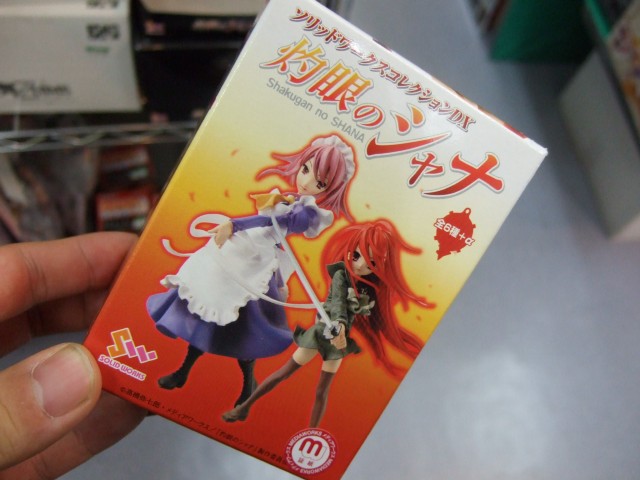 ソリッドワークスコレクションDX
灼眼のシャナ
Shakugan no SHANA
全6種+α
SOLID WORKS
MEDIAWORKS
m